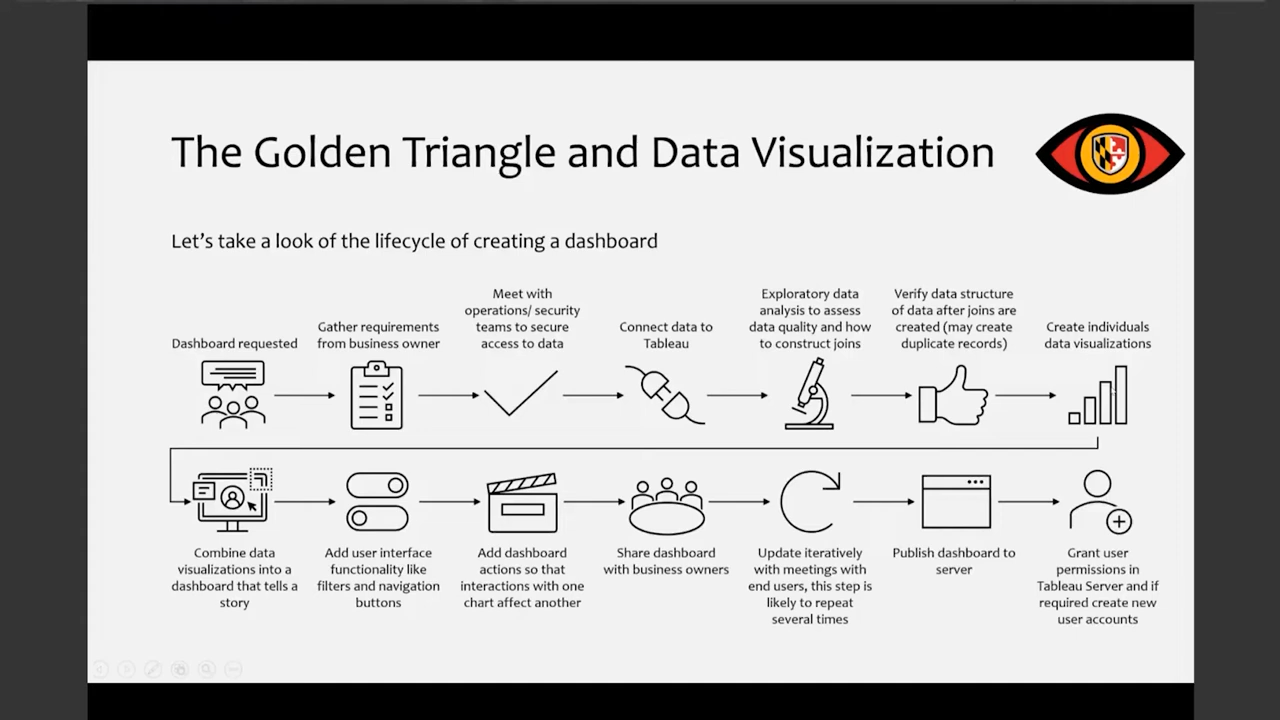 The Golden Triangle and Data Visualization
Let's take a look of the lifecycle of creating a dashboard
Dashboard requested
Gather requirements
from business owner
Meet with
operations/ security
teams to secure
access to data
Connect data to
Tableau
Exploratory data
analysis to assess
data quality and how
to construct joins
Verify data structure
of data after joins are
created (may create
duplicate records)
Create individuals
data visualizations
Combine data
visualizations into a
dashboard that tells a
story
Add user interface
functionality like
filters and navigation
buttons
Add dashboard
actions so that
interactions with one
chart affect another
Share dashboard
with business owners
Update iteratively
with meetings with
end users, this step is
likely to repeat
several times
Publish dashboard to
server
Grant user
permissions in
Tableau Server and if
required create new
user accounts